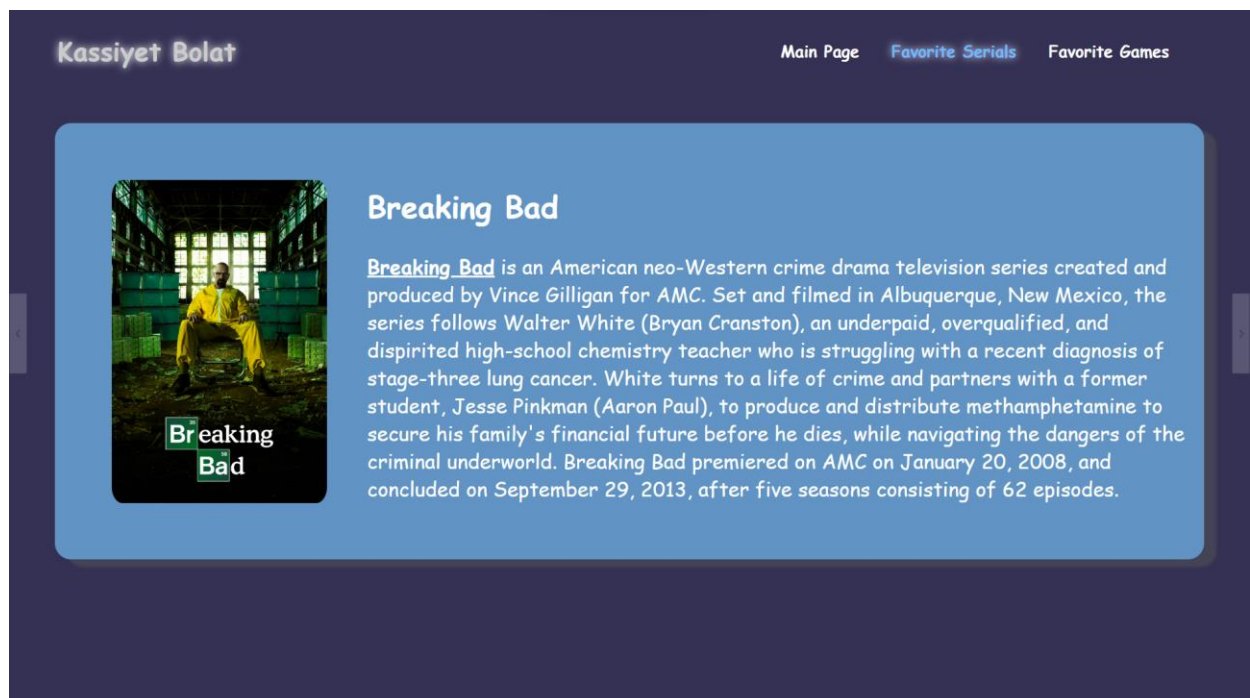 Kassiyet Bolat
Main Page Favorite Serials Favorite Games
Breaking Bad
Breaking Bad is an American neo-Western crime drama television series created and
produced by Vince Gilligan for AMC. Set and filmed in Albuquerque, New Mexico, the
series follows Walter White (Bryan Cranston), an underpaid, overqualified, and
dispirited high-school chemistry teacher who is struggling with a recent diagnosis of
stage-three lung cancer. White turns to a life of crime and partners with a former
student, Jesse Pinkman (Aaron Paul), to produce and distribute methamphetamine to
secure his family's financial future before he dies, while navigating the dangers of the
criminal underworld. Breaking Bad premiered on AMC on January 20, 2008, and
concluded on September 29, 2013, after five seasons consisting of 62 episodes.
Breaking
Bad